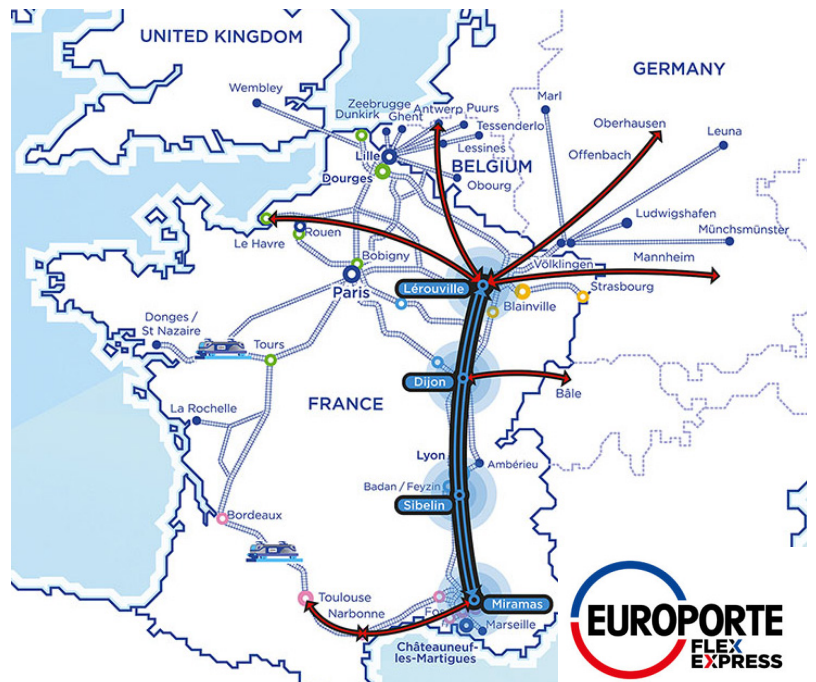 UNITED KINGDOM
GERMANY
Wembley
Zeebrugge
Dunkirk
Ghent
Antwerp
Puurs
Tessenderlo
Lessines
Lille
BELGIUM
Dourges
Obourg
Marl
Oberhausen
Offenbach
Leuna
Ludwigshafen
Münchsmünster
Le Havre
Rouen
Bobigny
Paris
Völklingen
Mannheim
Lérouville
Strasbourg
Blainville
Donges /
St Nazaire
Tours
Dijon
Bâle
La Rochelle
FRANCE
Lyon
Ambérieu
Badan / Feyzin
Sibelin
Bordeaux
Toulouse
Narbonne
Fos
Miramas
Marseille
Châteauneuf-
les-Martigues
EUROPORTE
FLEX
EXPRESS